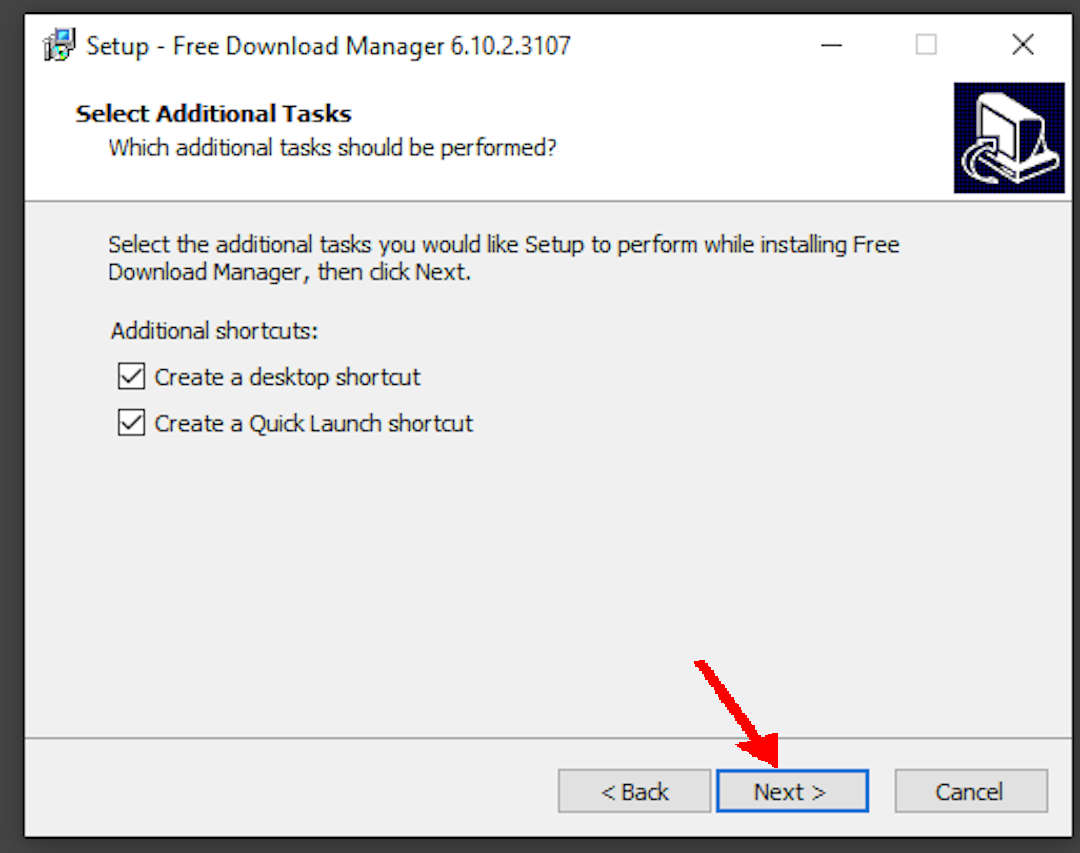 Setup - Free Download Manager 6.10.2.3107
Select Additional Tasks
Which additional tasks should be performed?
Select the additional tasks you would like Setup to perform while installing Free
Download Manager, then click Next.
Additional shortcuts:
Create a desktop shortcut
Create a Quick Launch shortcut
< Back
Next >
Cancel